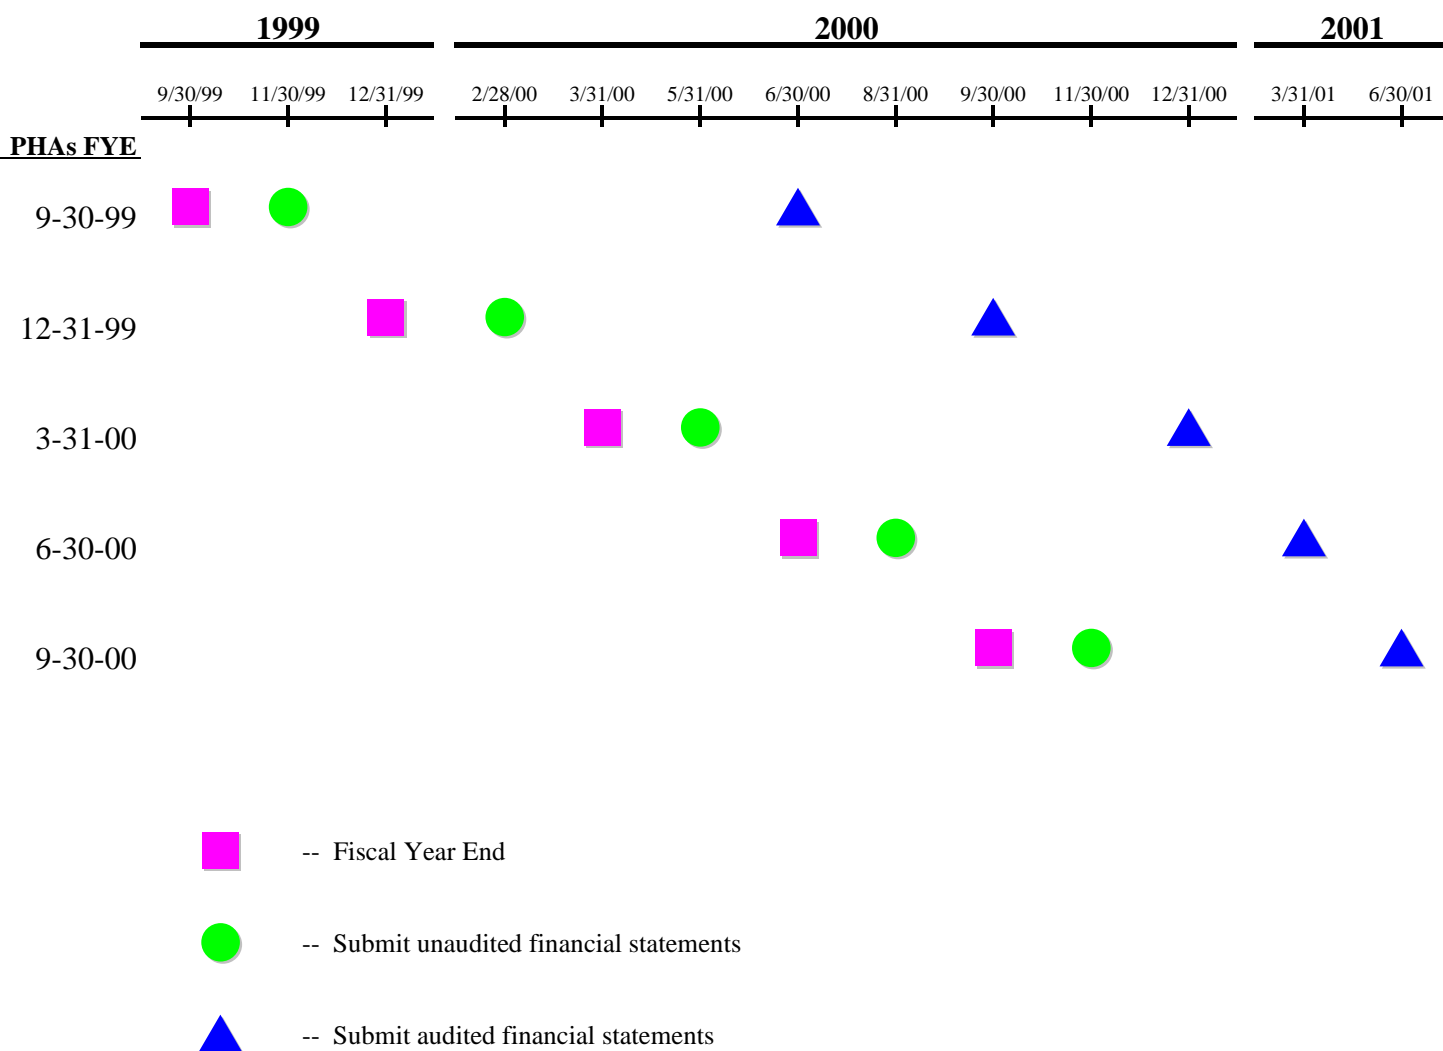 1999 2000 2001
9/30/99 11/30/99 12/31/99 2/28/00 3/31/00 5/31/00 6/30/00 8/31/00 9/30/00 11/30/00 12/31/00 3/31/01 6/30/01
PHAs FYE
9-30-99
12-31-99
3-31-00
6-30-00
9-30-00
-- Fiscal Year End
-- Submit unaudited financial statements
-- Submit audited financial statements